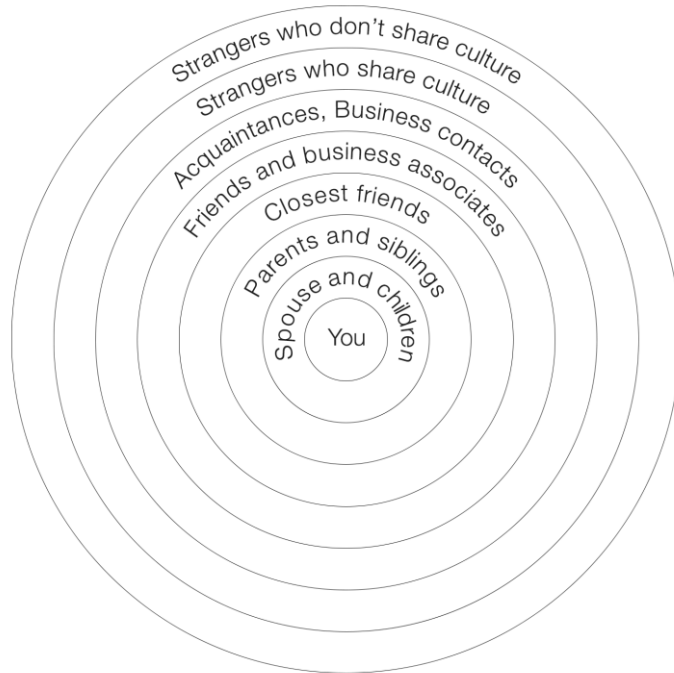 Strangers who don't share culture
Strangers who share culture
Acquaintances, Business contacts
Friends and business associates
Closest friends
Parents and siblings
Spouse and children
You